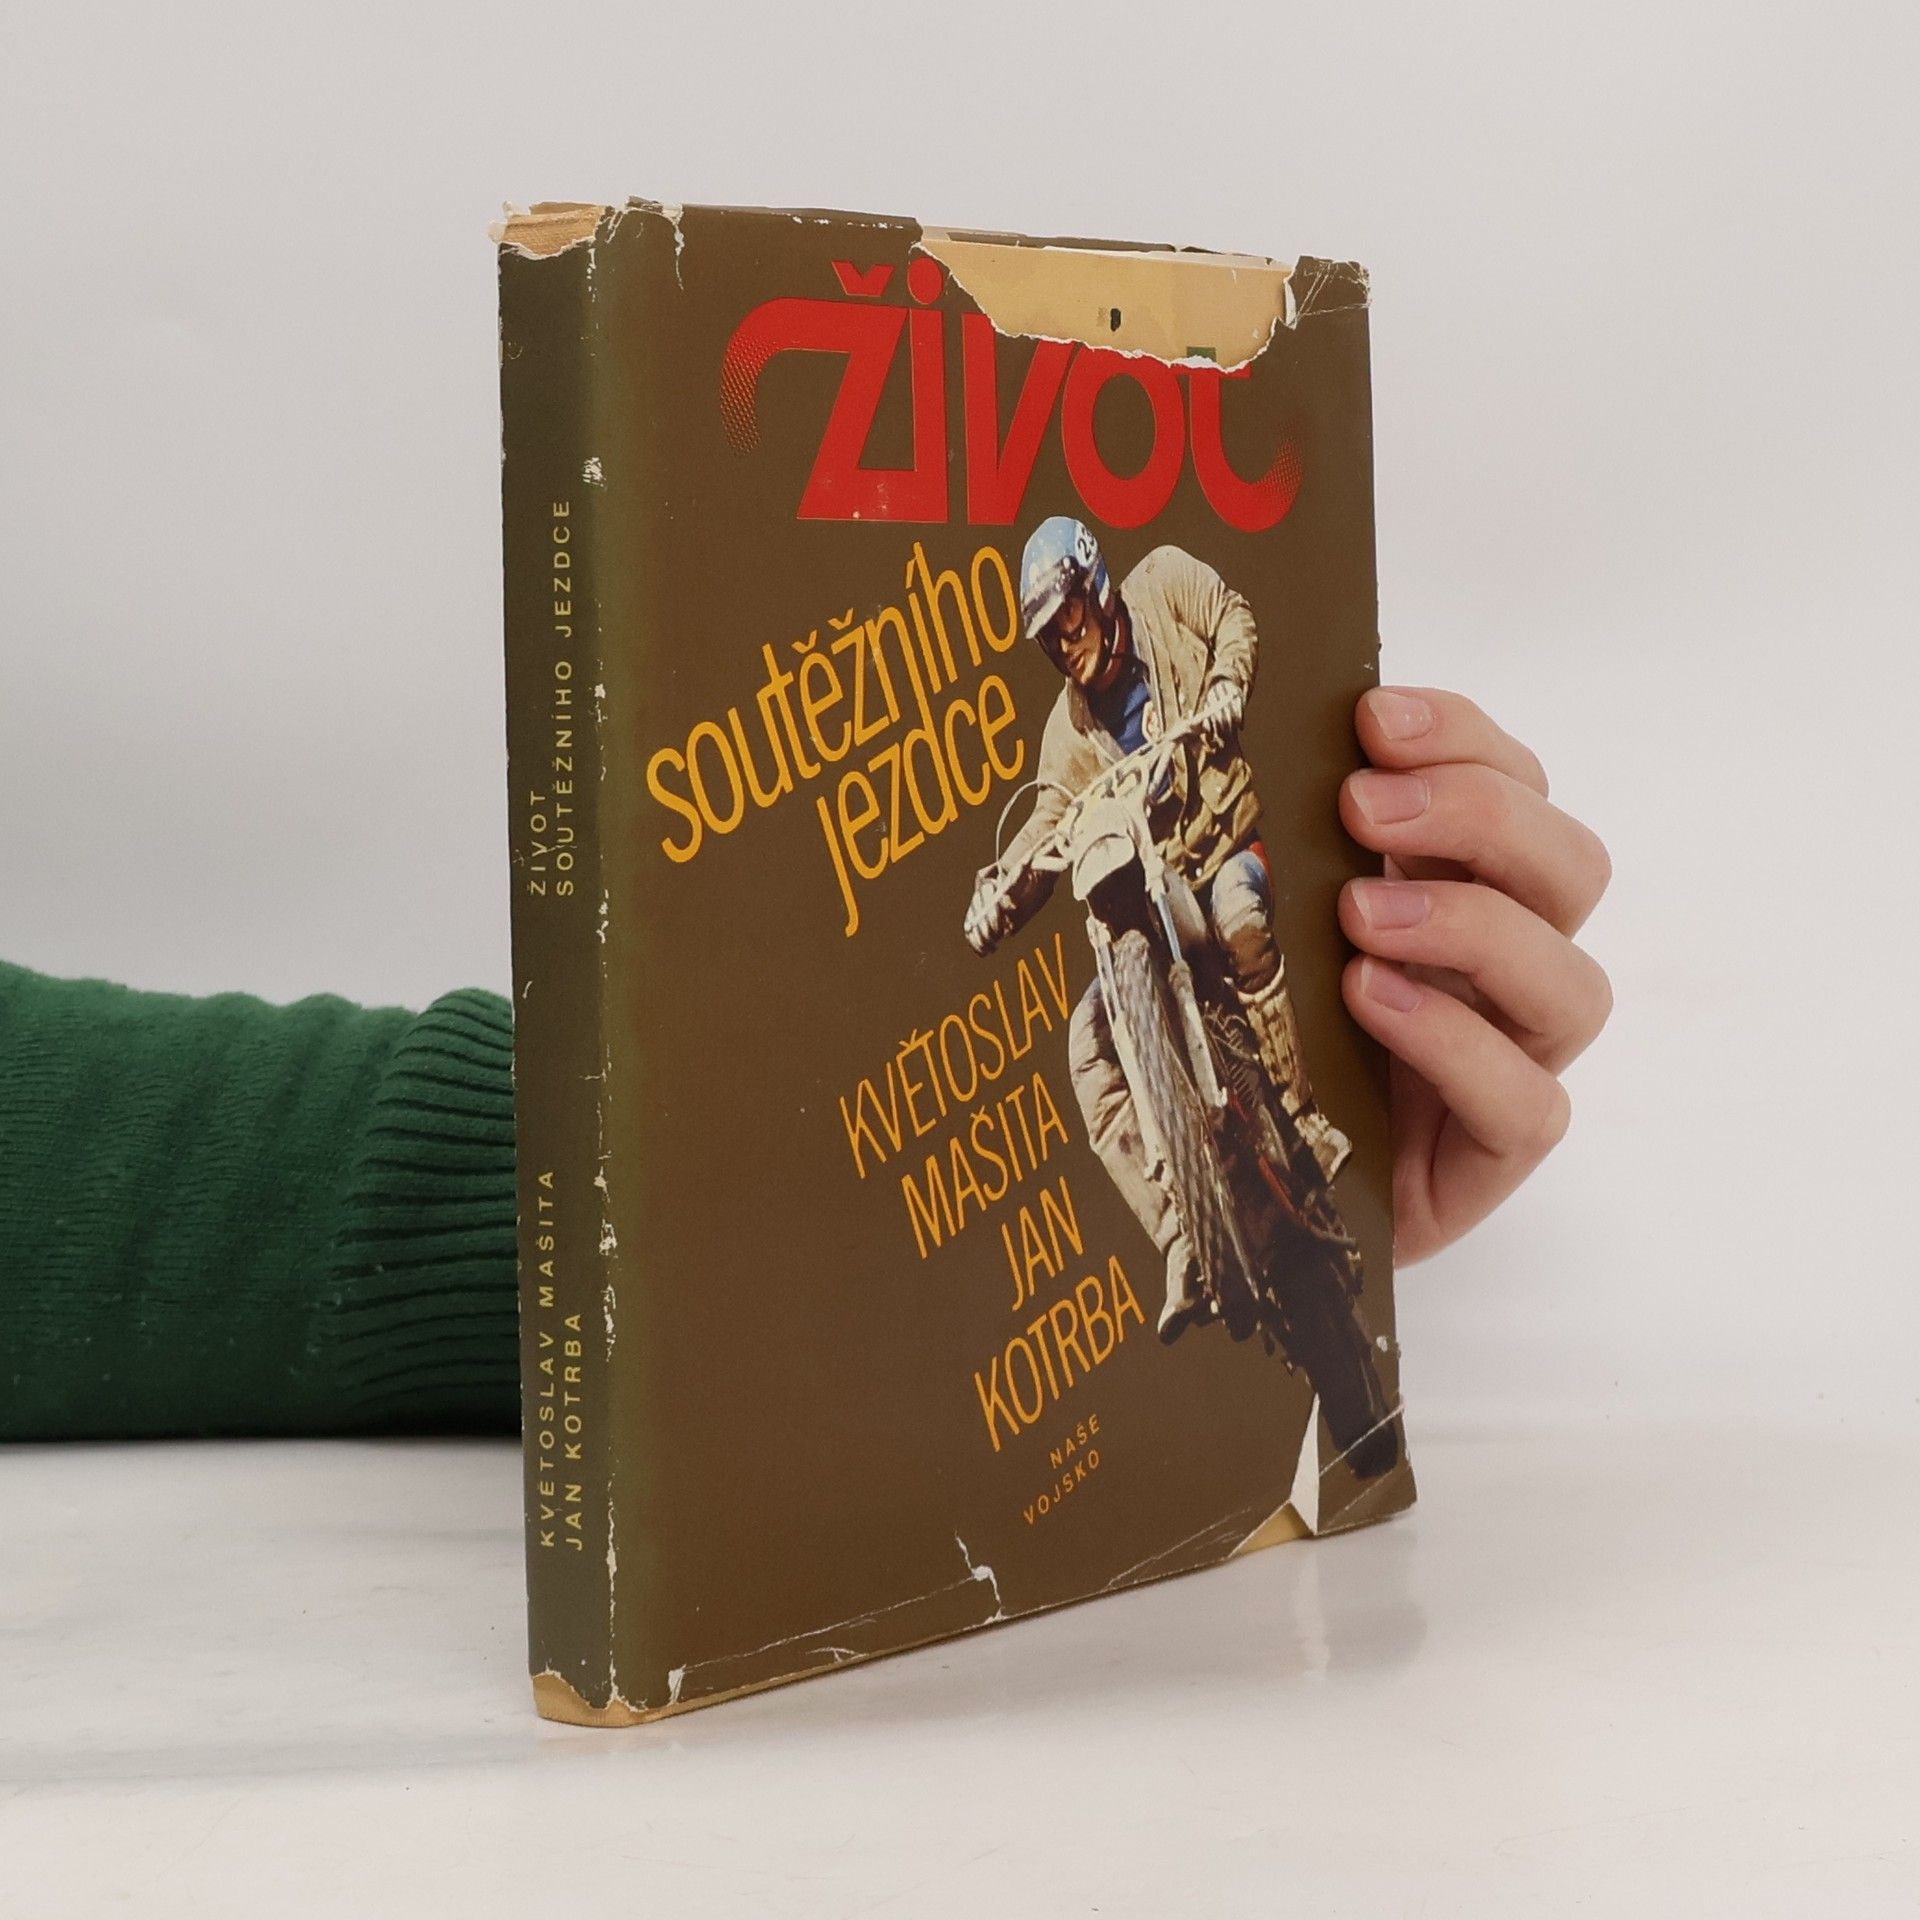 život
soutěžního
jezdce
KVĚTOSLAV
MAŠITA
JAN
KOTRBA
NAŠE
VOJSKO
ŽIVOT
SOUTĚŽNÍHO JEZDCE
KVĚTOSLAV MAŠITA
JAN KOTRBA